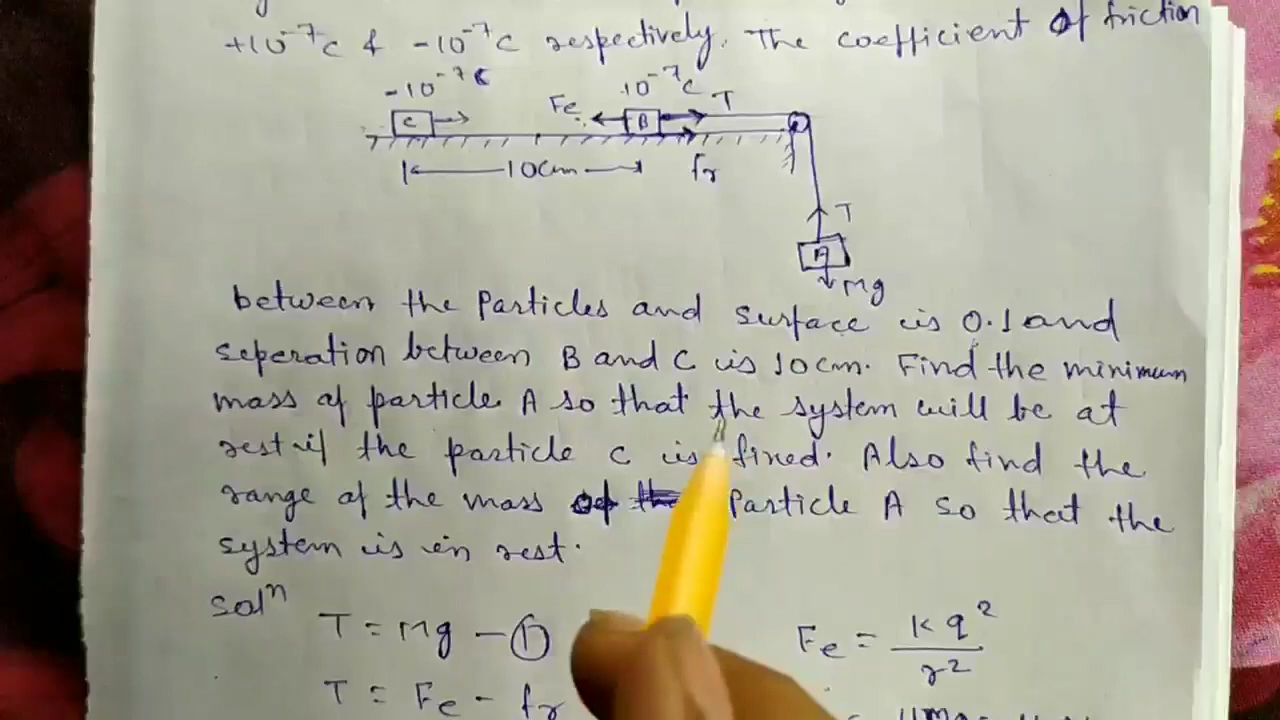 +10⁻⁷C & -10⁻⁷C respectively. The coefficient of friction
-10⁻⁷C
10⁻⁷C
Fe
T
C
B
10cm
fr
T
A
Mg
between the Particles and surface is 0.1 and
seperation between B and C is 10cm. Find the minimum
mass of particle A so that the system will be at
rest if the particle C is fixed. Also find the
range of the mass of Particle A so that the
system is in rest.
Solⁿ
T = Mg - ①
Fe = Kq²/r²
T = Fe - fr